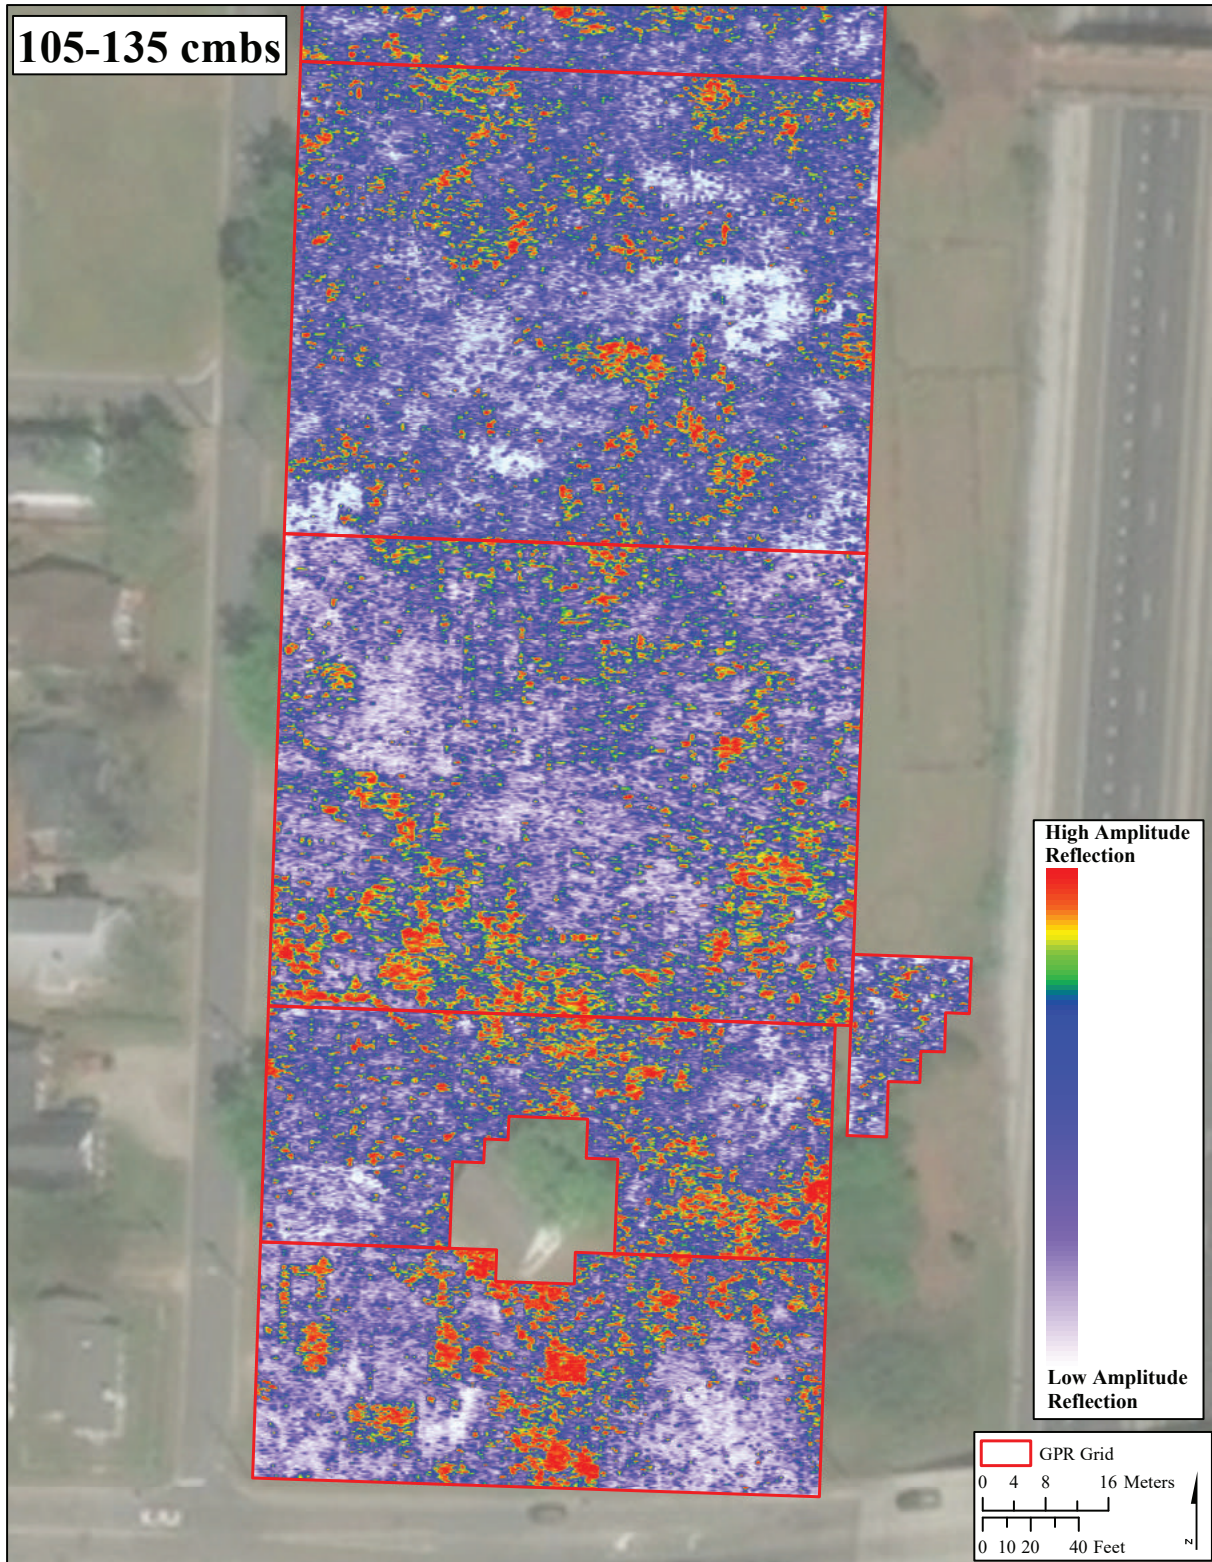 105-135 cmbs
High Amplitude
Reflection
Low Amplitude
Reflection
GPR Grid
0 4 8 16 Meters
0 10 20 40 Feet
N